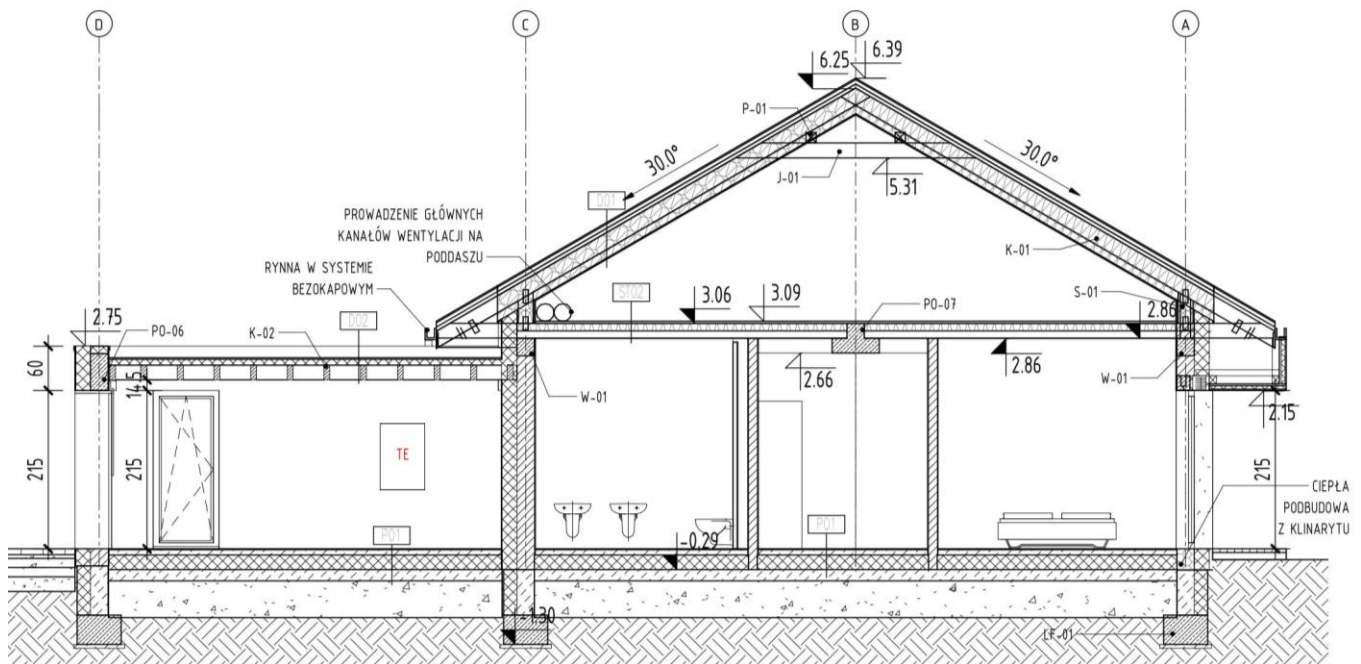 D
C
B
A
6.25
6.39
P-01
30.0°
30.0°
J-01
5.31
D01
PROWADZENIE GŁÓWNYCH
KANAŁÓW WENTYLACJI NA
PODDASZU
K-01
RYNNA W SYSTEMIE
BEZOKAPOWYM
ST02
S-01
2.86
3.06
3.09
PO-07
2.75
PO-06
K-02
D02
60
14.5
2.66
2.86
W-01
W-01
2.15
215
215
TE
215
CIEPŁA
PODBUDOWA
Z KLINARYTU
P01
P01
-0.29
-1.30
LF-01